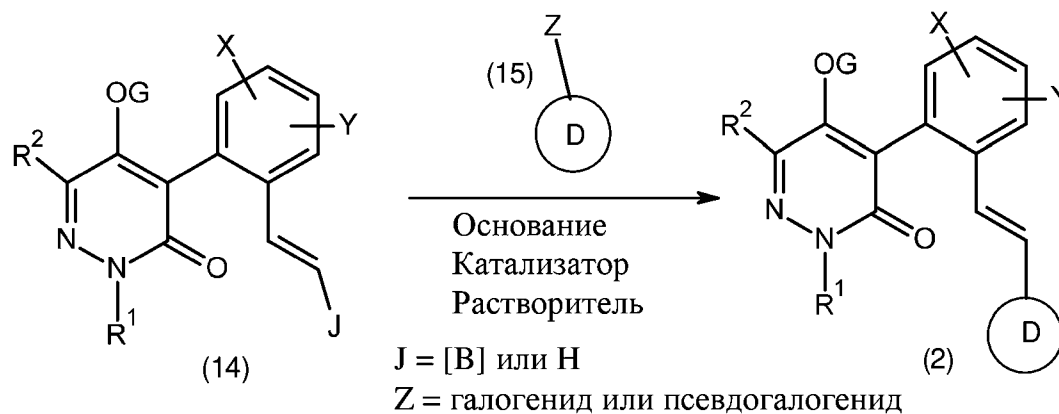 X
Z
OG
(15)
D
R²
Y
N
N
O
R¹
J
(14)
Основание
Катализатор
Растворитель
J = [B] или H
Z = галогенид или псевдогалогенид
X
OG
R²
Y
N
N
O
R¹
D
(2)